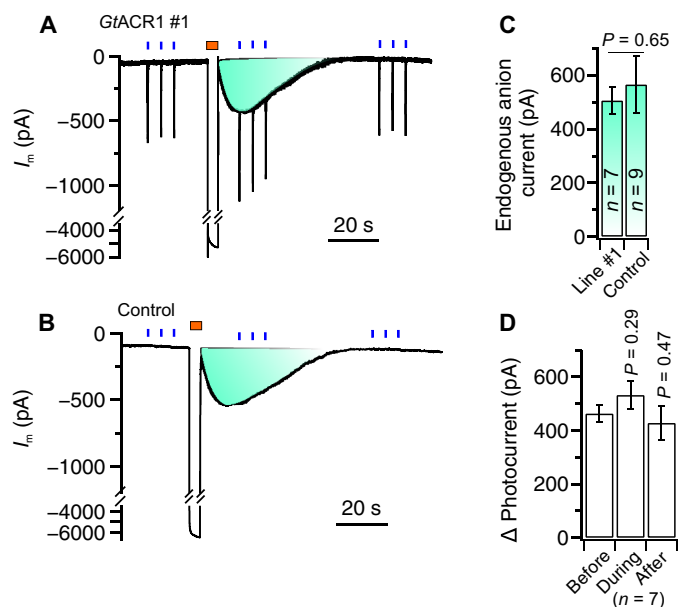 A
GtACR1 #1
0
−500
−1000
−4000
−6000
Im (pA)
20 s
B
Control
0
−500
−1000
−4000
−6000
Im (pA)
20 s
C
P = 0.65
600
400
200
0
Endogenous anion
current (pA)
n = 7
n = 9
Line #1
Control
D
P = 0.29
P = 0.47
600
400
200
0
Δ Photocurrent (pA)
Before
During
After
(n = 7)